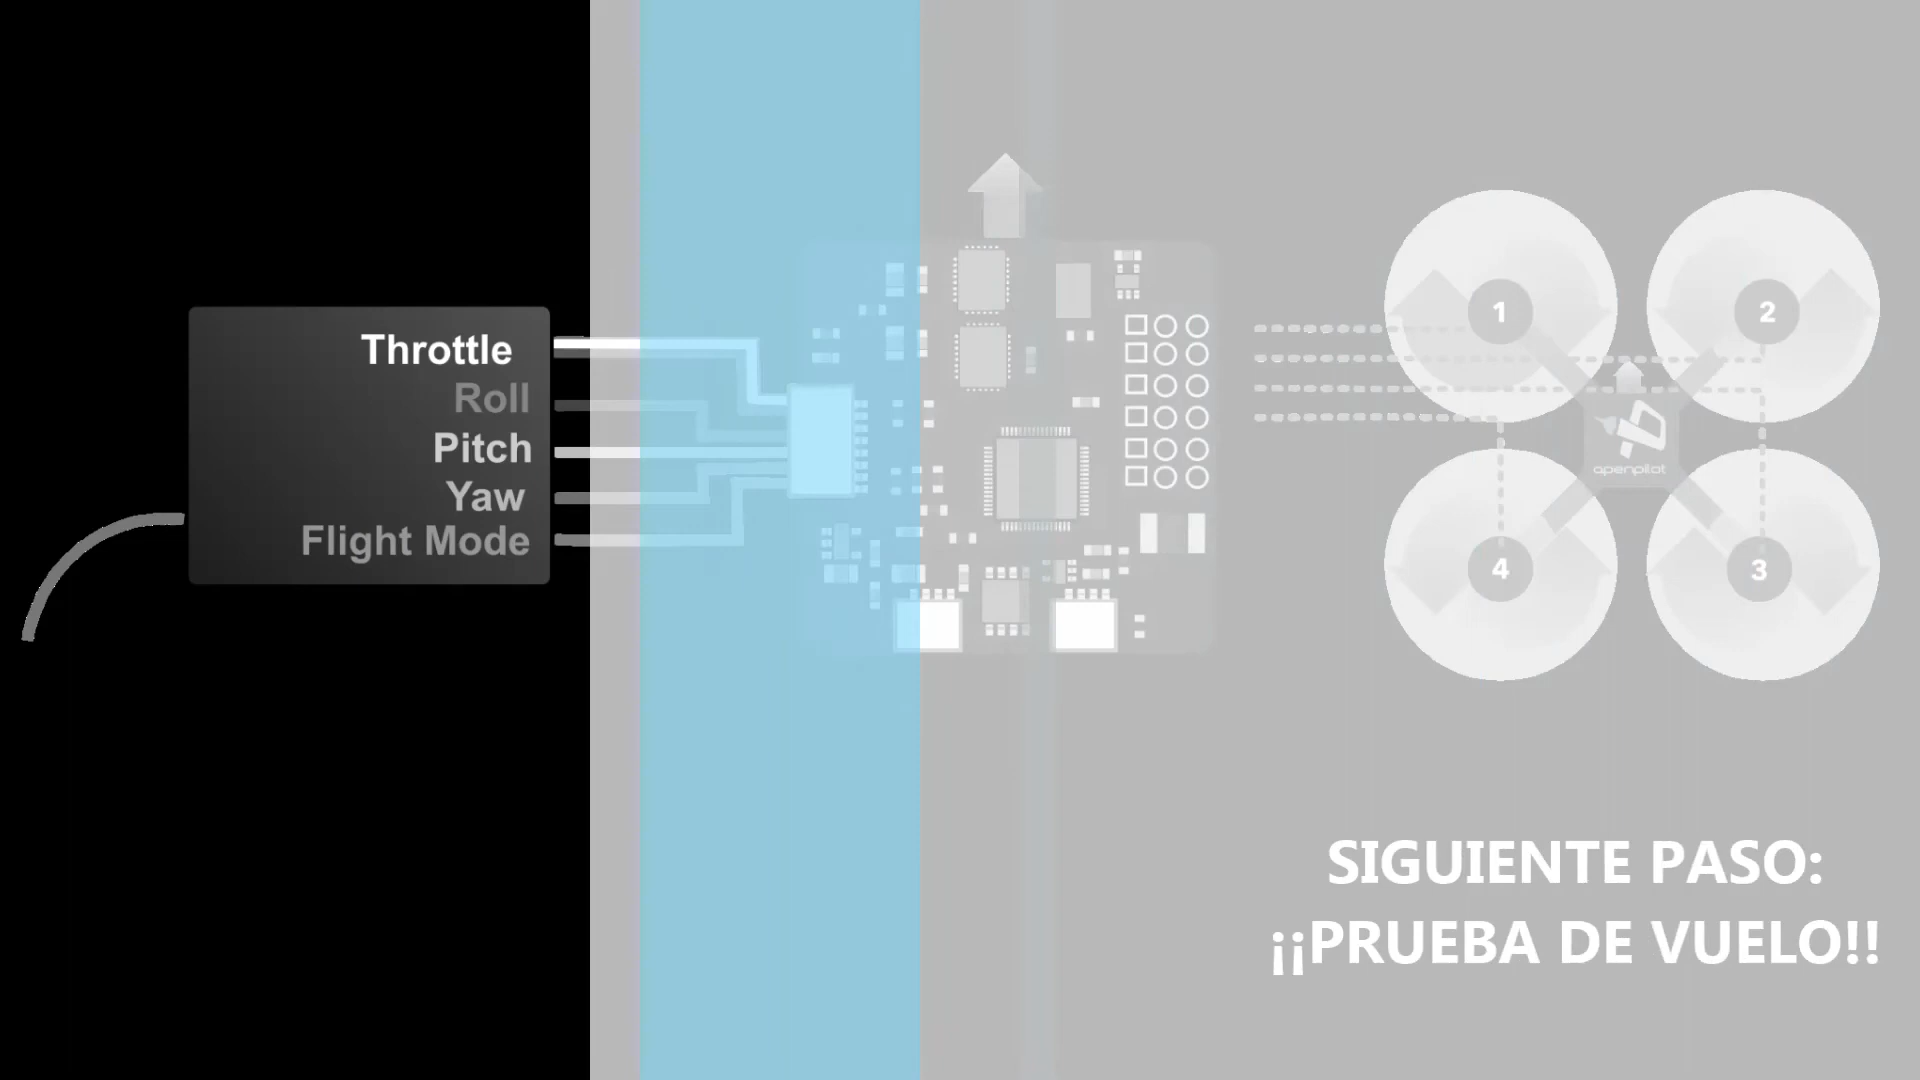 Throttle
Roll
Pitch
Yaw
Flight Mode
1
2
openpilot
4
3
SIGUIENTE PASO:
¡¡PRUEBA DE VUELO!!